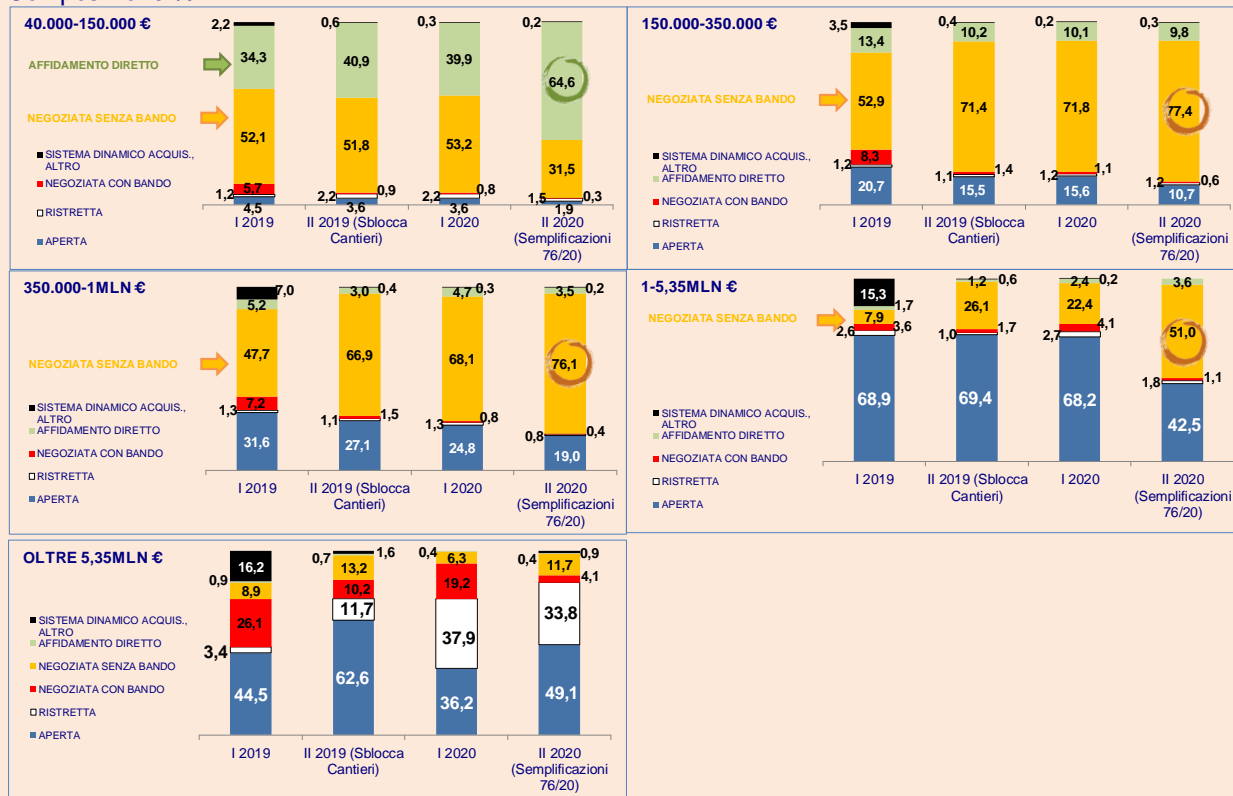 40.000-150.000 €
2,2
0,6
0,3
0,2
AFFIDAMENTO DIRETTO
34,3
40,9
39,9
64,6
NEGOZIATA SENZA BANDO
52,1
51,8
53,2
31,5
SISTEMA DINAMICO ACQUIS.,
ALTRO
NEGOZIATA CON BANDO
RISTRETTA
APERTA
5,7
0,9
0,8
0,3
1,2
2,2
2,2
1,5
4,5
3,6
3,6
1,9
I 2019
II 2019 (Sblocca
Cantieri)
I 2020
II 2020
(Semplificazioni
76/20)
150.000-350.000 €
3,5
0,4
0,2
0,3
13,4
10,2
10,1
9,8
NEGOZIATA SENZA BANDO
52,9
71,4
71,8
77,4
SISTEMA DINAMICO ACQUIS.,
ALTRO
AFFIDAMENTO DIRETTO
NEGOZIATA CON BANDO
RISTRETTA
APERTA
8,3
1,4
1,1
0,6
1,2
1,1
1,2
1,2
20,7
15,5
15,6
10,7
I 2019
II 2019 (Sblocca
Cantieri)
I 2020
II 2020
(Semplificazioni
76/20)
350.000-1MLN €
7,0
0,4
0,3
0,2
5,2
3,0
4,7
3,5
NEGOZIATA SENZA BANDO
47,7
66,9
68,1
76,1
SISTEMA DINAMICO ACQUIS.,
ALTRO
AFFIDAMENTO DIRETTO
NEGOZIATA CON BANDO
RISTRETTA
APERTA
7,2
1,5
0,8
0,4
1,3
1,1
1,3
0,8
31,6
27,1
24,8
19,0
I 2019
II 2019 (Sblocca
Cantieri)
I 2020
II 2020
(Semplificazioni
76/20)
1-5,35MLN €
15,3
0,6
0,2
1,7
1,2
2,4
3,6
NEGOZIATA SENZA BANDO
7,9
26,1
22,4
51,0
SISTEMA DINAMICO ACQUIS.,
ALTRO
AFFIDAMENTO DIRETTO
NEGOZIATA CON BANDO
RISTRETTA
APERTA
3,6
1,7
4,1
1,1
2,6
1,0
2,7
1,8
68,9
69,4
68,2
42,5
I 2019
II 2019 (Sblocca
Cantieri)
I 2020
II 2020
(Semplificazioni
76/20)
OLTRE 5,35MLN €
16,2
1,6
0,9
0,9
0,7
0,4
0,4
8,9
13,2
6,3
11,7
26,1
10,2
19,2
4,1
3,4
11,7
37,9
33,8
44,5
62,6
36,2
49,1
SISTEMA DINAMICO ACQUIS.,
ALTRO
AFFIDAMENTO DIRETTO
NEGOZIATA SENZA BANDO
NEGOZIATA CON BANDO
RISTRETTA
APERTA
I 2019
II 2019 (Sblocca
Cantieri)
I 2020
II 2020
(Semplificazioni
76/20)